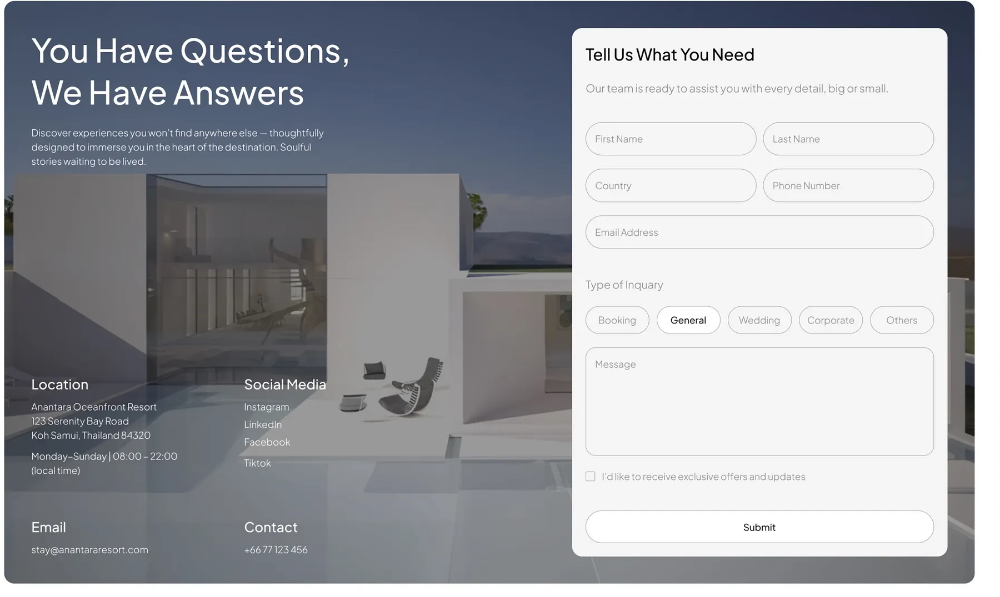 You Have Questions,
We Have Answers
Discover experiences you won't find anywhere else — thoughtfully
designed to immerse you in the heart of the destination. Soulful
stories waiting to be lived.
Location
Anantara Oceanfront Resort
123 Serenity Bay Road
Koh Samui, Thailand 84320
Monday–Sunday | 08:00 – 22:00
(local time)
Social Media
Instagram
LinkedIn
Facebook
Tiktok
Email
stay@anantararesort.com
Contact
+66 77 123 456
Tell Us What You Need
Our team is ready to assist you with every detail, big or small.
First Name
Last Name
Country
Phone Number
Email Address
Type of Inquary
Booking
General
Wedding
Corporate
Others
Message
I'd like to receive exclusive offers and updates
Submit